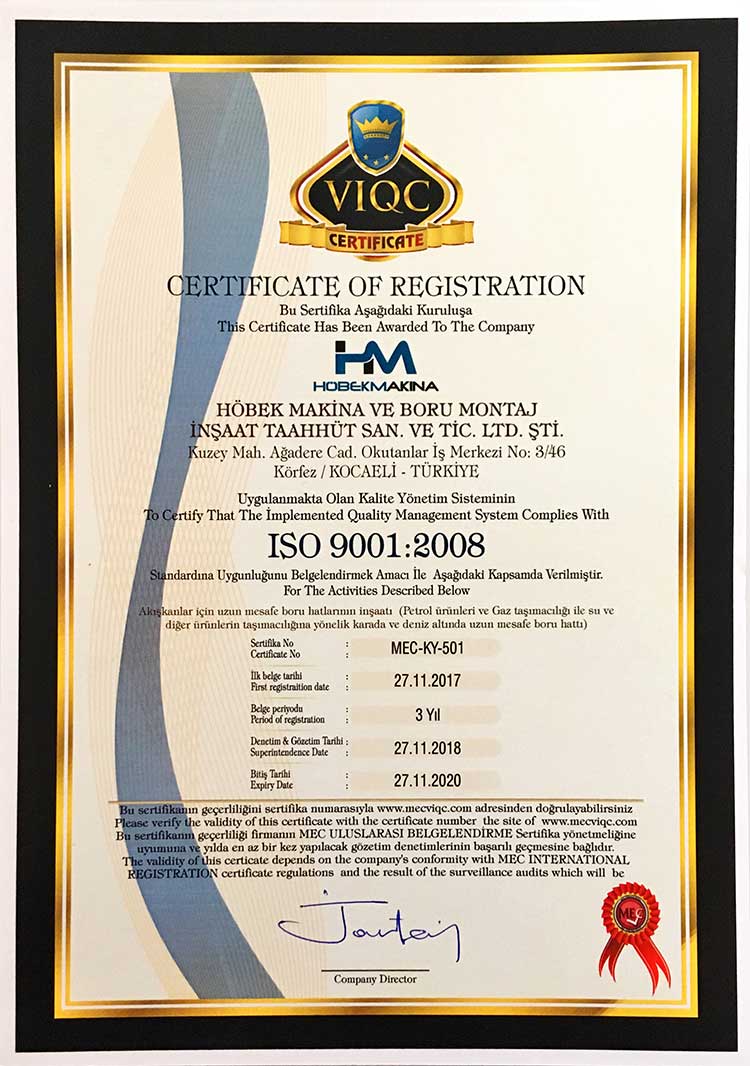 VIQC
CERTIFICATE
CERTIFICATE OF REGISTRATION
Bu Sertifika Aşağıdaki Kuruluşa
This Certificate Has Been Awarded To The Company
HM
HÖBEKMAKINA
HÖBEK MAKİNA VE BORU MONTAJ
İNŞAAT TAAHHÜT SAN. VE TİC. LTD. ŞTİ.
Kuzey Mah. Ağadere Cad. Okutanlar İş Merkezi No: 3/46
Körfez / KOCAELİ - TÜRKİYE
Uygulanmakta Olan Kalite Yönetim Sisteminin
To Certify That The İmplemented Quality Management System Complies With
ISO 9001:2008
Standardına Uygunluğunu Belgelendirmek Amacı İle Aşağıdaki Kapsamda Verilmiştir.
For The Activities Described Below
Akışkanlar için uzun mesafe boru hatlarının inşaatı (Petrol ürünleri ve Gaz taşımacılığı ile su ve
diğer ürünlerin taşımacılığına yönelik karada ve deniz altında uzun mesafe boru hattı)
Sertifika No :
Certificate No : MEC-KY-501
İlk belge tarihi :
First registraition date : 27.11.2017
Belge periyodu :
Period of registration : 3 Yıl
Denetim & Gözetim Tarihi :
Superintendence Date : 27.11.2018
Bitiş Tarihi :
Expiry Date : 27.11.2020
Bu sertifikanın geçerliliğini sertifika numarasıyla www.mecviqc.com adresinden doğrulayabilirsiniz
Please verify the validity of this certificate with the certificate number the site of www.mecviqc.com
Bu sertifikanın geçerliliği firmanın MEC ULUSLARASI BELGELENDİRME Sertifika yönetmeliğine
uyumuna ve yılda en az bir kez yapılacak gözetim denetimlerinin başarılı geçmesine bağlıdır.
The validity of this certicate depends on the company's conformity with MEC INTERNATIONAL
REGISTRATION certificate regulations and the result of the surveillance audits which will be
MEC
Company Director